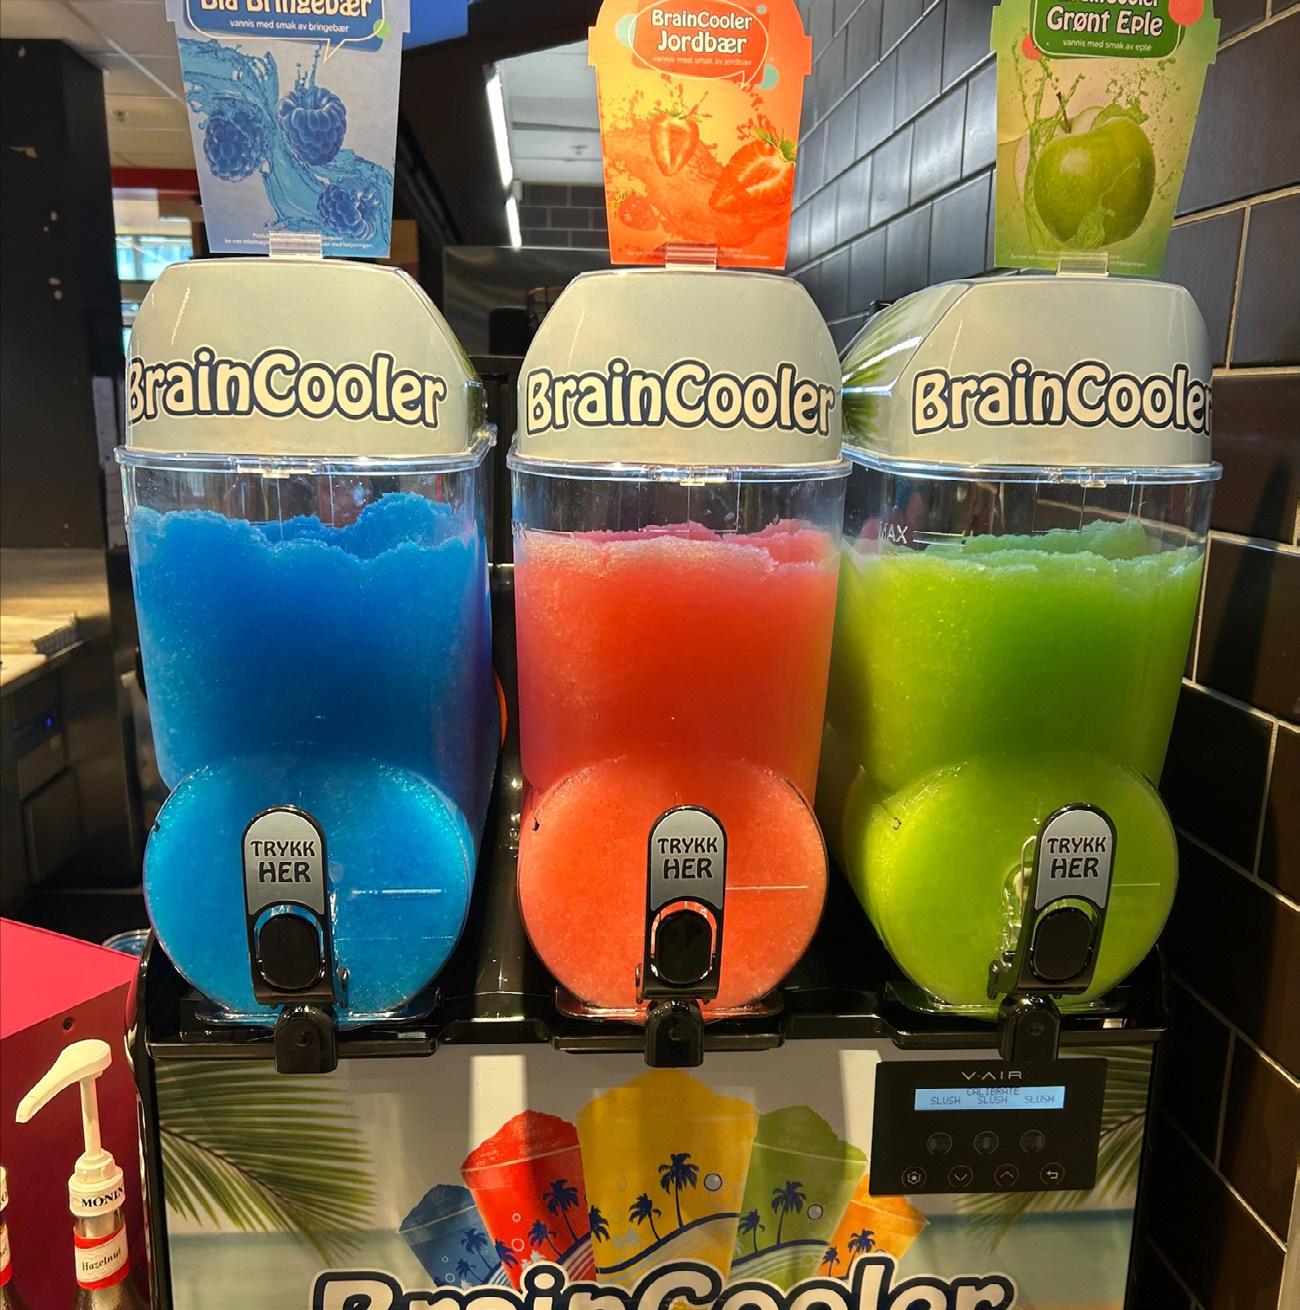 Blå Bringebær
vannis med smak av bringebær
BrainCooler
Jordbær
vannis med smak av jordbær
BrainCooler
Grønt Eple
vannis med smak av eple
BrainCooler
BrainCooler
BrainCooler
MAX
TRYKK
HER
TRYKK
HER
TRYKK
HER
V-AIR
CALIBRATE
SLUSH SLUSH SLUSH
MONIN
Hazelnut
BrainCooler